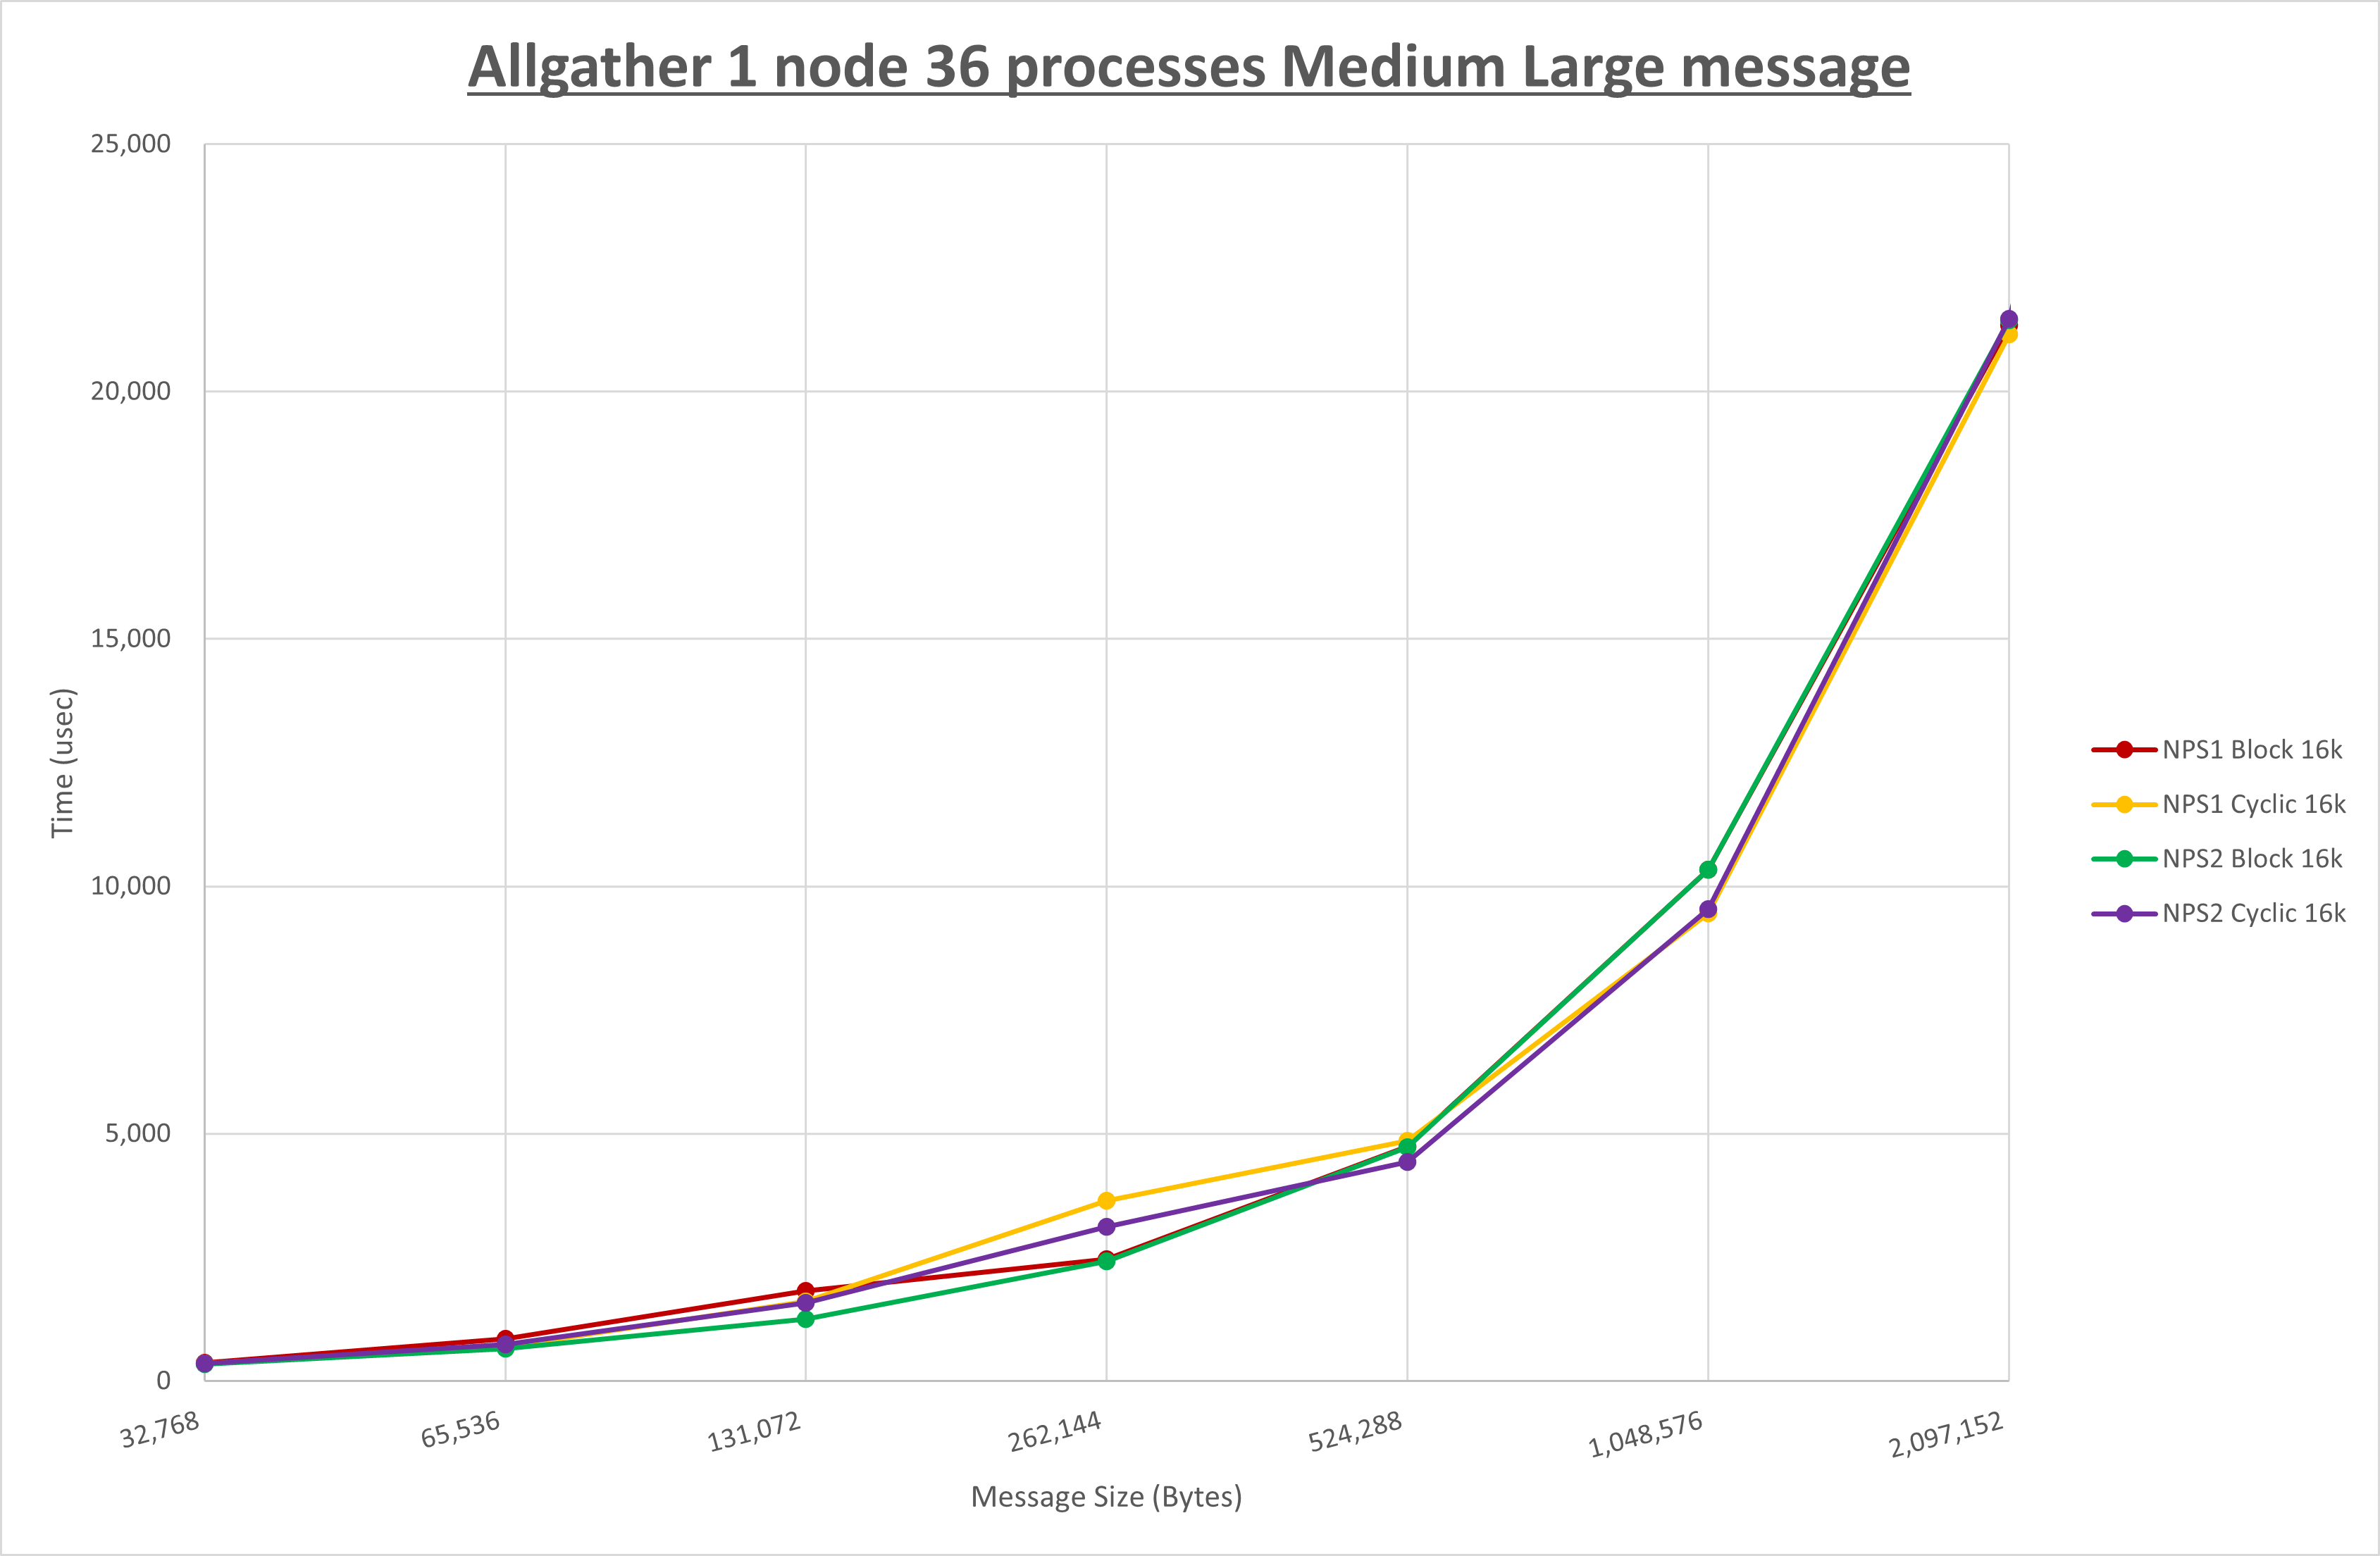 Allgather 1 node 36 processes Medium Large message
25,000
20,000
15,000
10,000
5,000
0
Time (usec)
32,768
65,536
131,072
262,144
524,288
1,048,576
2,097,152
Message Size (Bytes)
NPS1 Block 16k
NPS1 Cyclic 16k
NPS2 Block 16k
NPS2 Cyclic 16k